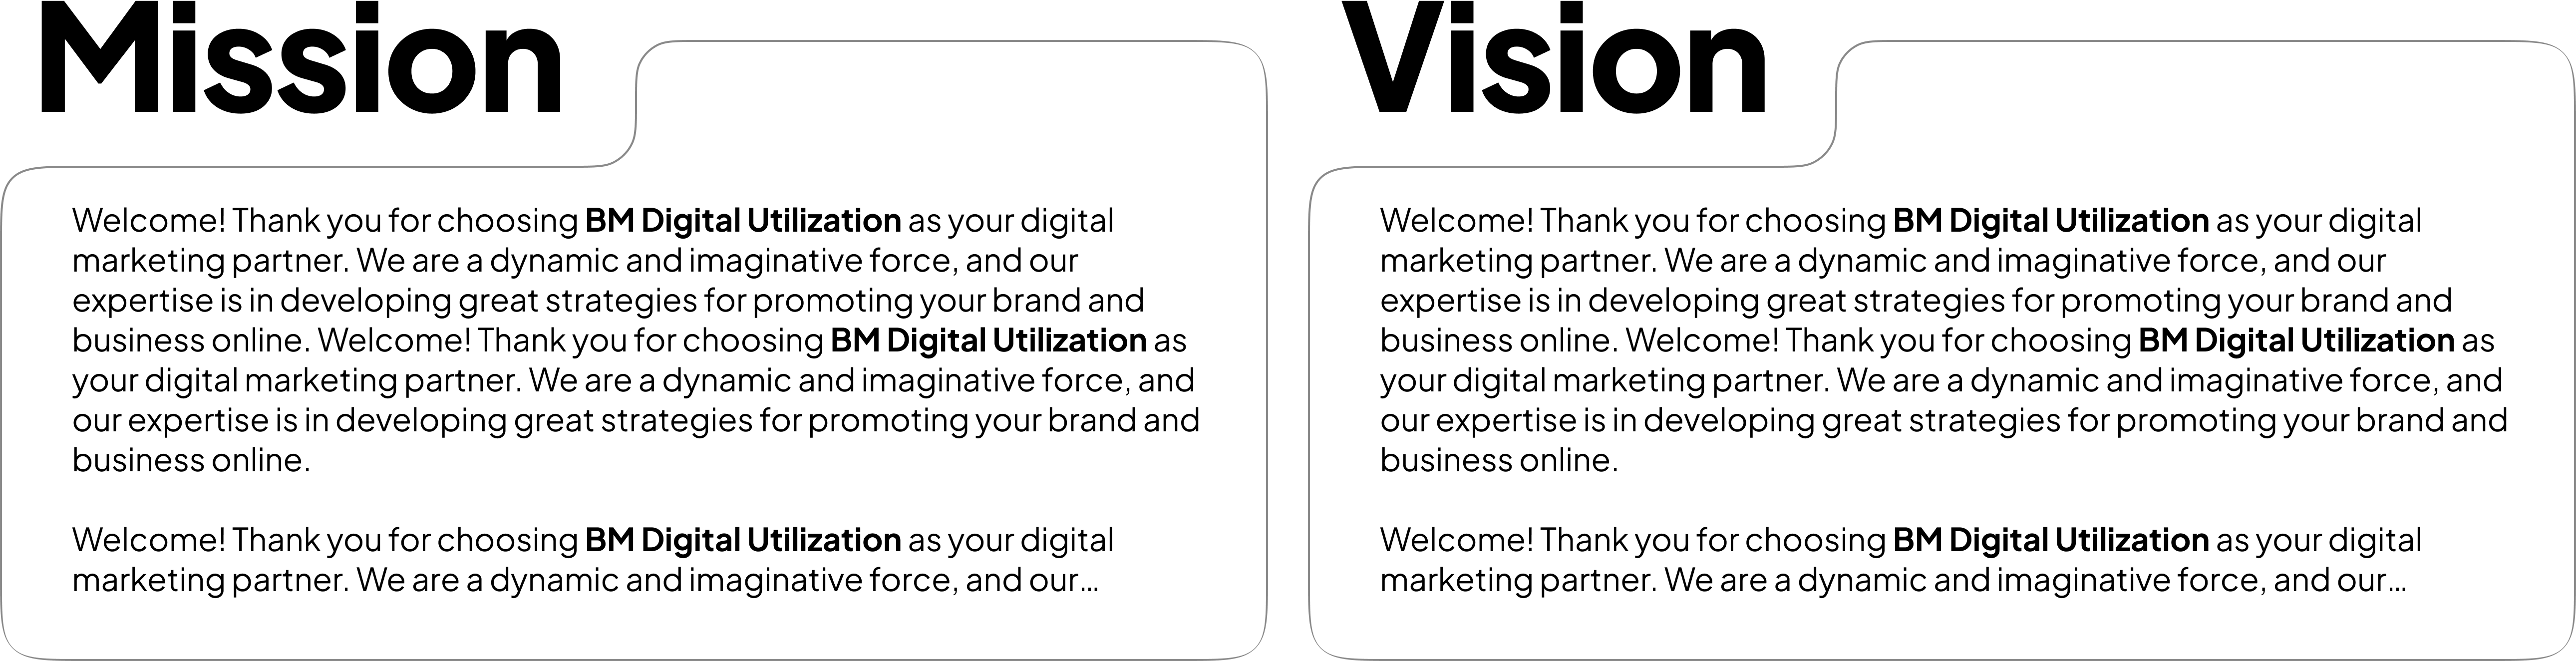 Mission
Welcome! Thank you for choosing BM Digital Utilization as your digital
marketing partner. We are a dynamic and imaginative force, and our
expertise is in developing great strategies for promoting your brand and
business online. Welcome! Thank you for choosing BM Digital Utilization as
your digital marketing partner. We are a dynamic and imaginative force, and
our expertise is in developing great strategies for promoting your brand and
business online.
Welcome! Thank you for choosing BM Digital Utilization as your digital
marketing partner. We are a dynamic and imaginative force, and our...
Vision
Welcome! Thank you for choosing BM Digital Utilization as your digital
marketing partner. We are a dynamic and imaginative force, and our
expertise is in developing great strategies for promoting your brand and
business online. Welcome! Thank you for choosing BM Digital Utilization as
your digital marketing partner. We are a dynamic and imaginative force, and
our expertise is in developing great strategies for promoting your brand and
business online.
Welcome! Thank you for choosing BM Digital Utilization as your digital
marketing partner. We are a dynamic and imaginative force, and our...